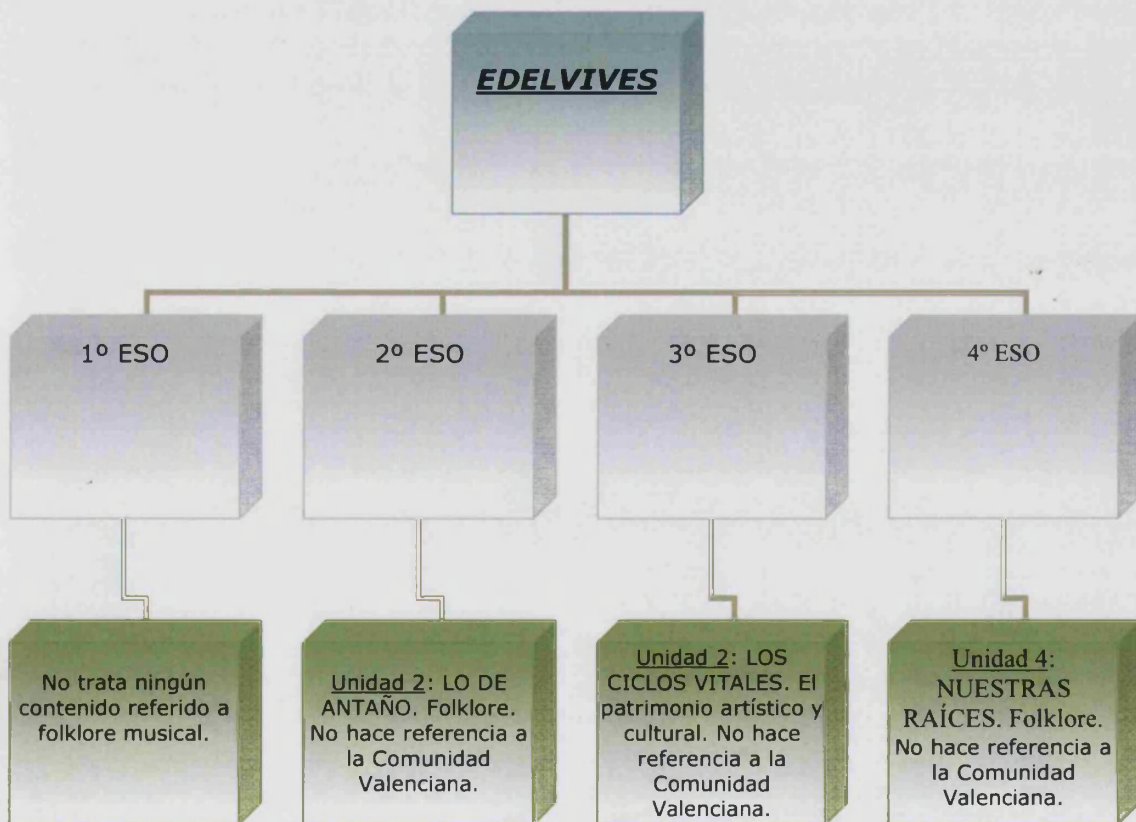 EDELVIVES
1º ESO
2º ESO
3º ESO
4º ESO
No trata ningún
contenido referido a
folklore musical.
Unidad 2: LO DE
ANTAÑO. Folklore.
No hace referencia a
la Comunidad
Valenciana.
Unidad 2: LOS
CICLOS VITALES. El
patrimonio artístico y
cultural. No hace
referencia a la
Comunidad
Valenciana.
Unidad 4:
NUESTRAS
RAÍCES. Folklore.
No hace referencia a
la Comunidad
Valenciana.